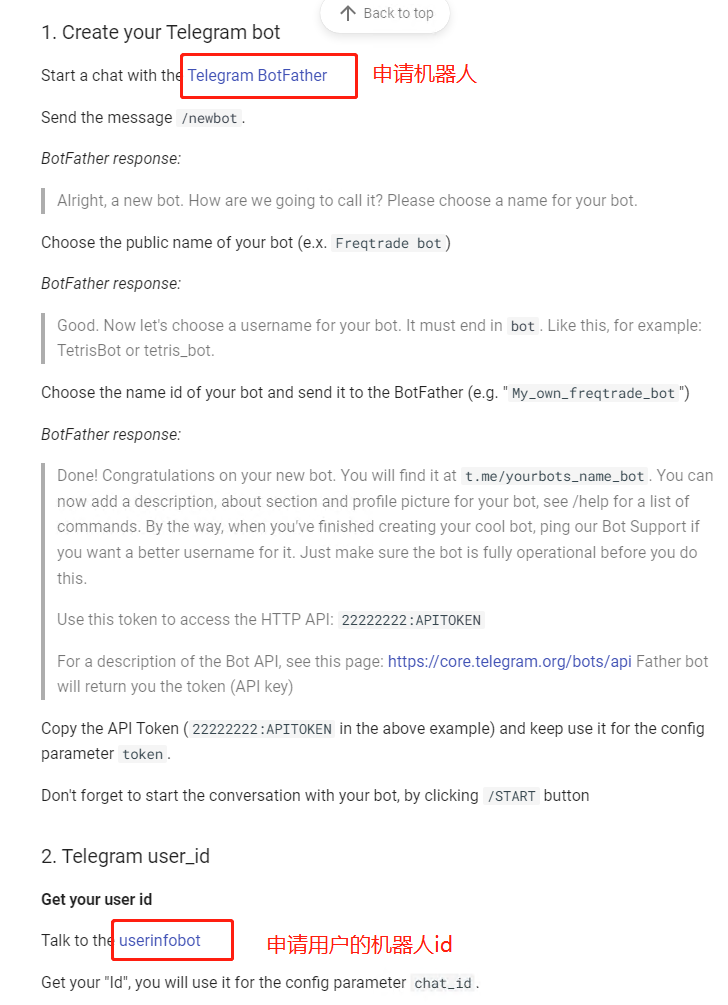 Back to top
1. Create your Telegram bot
Start a chat with the Telegram BotFather 申请机器人
Send the message /newbot.
BotFather response:
Alright, a new bot. How are we going to call it? Please choose a name for your bot.
Choose the public name of your bot (e.x. Freqtrade bot)
BotFather response:
Good. Now let's choose a username for your bot. It must end in bot. Like this, for example:
TetrisBot or tetris_bot.
Choose the name id of your bot and send it to the BotFather (e.g. "My_own_freqtrade_bot")
BotFather response:
Done! Congratulations on your new bot. You will find it at t.me/yourbots_name_bot. You can
now add a description, about section and profile picture for your bot, see /help for a list of
commands. By the way, when you've finished creating your cool bot, ping our Bot Support if
you want a better username for it. Just make sure the bot is fully operational before you do
this.
Use this token to access the HTTP API: 22222222:APITOKEN
For a description of the Bot API, see this page: https://core.telegram.org/bots/api Father bot
will return you the token (API key)
Copy the API Token (22222222:APITOKEN in the above example) and keep use it for the config
parameter token.
Don't forget to start the conversation with your bot, by clicking /START button
2. Telegram user_id
Get your user id
Talk to the userinfobot 申请用户的机器人id
Get your "Id", you will use it for the config parameter chat_id.